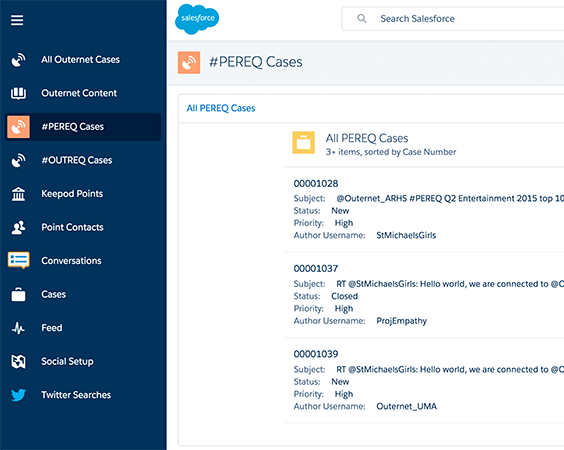 salesforce
Search Salesforce
All Outernet Cases
Outernet Content
#PEREQ Cases
#OUTREQ Cases
Keepod Points
Point Contacts
Conversations
Cases
Feed
Social Setup
Twitter Searches
#PEREQ Cases
All PEREQ Cases
All PEREQ Cases
3+ items, sorted by Case Number
00001028
Subject: @Outernet_ARHS #PEREQ Q2 Entertainment 2015 top 10
Status: New
Priority: High
Author Username: StMichaelsGirls
00001037
Subject: RT @StMichaelsGirls: Hello world, we are connected to @O
Status: Closed
Priority: High
Author Username: ProjEmpathy
00001039
Subject: RT @StMichaelsGirls: Hello world, we are connected to @O
Status: New
Priority: High
Author Username: Outernet_UMA